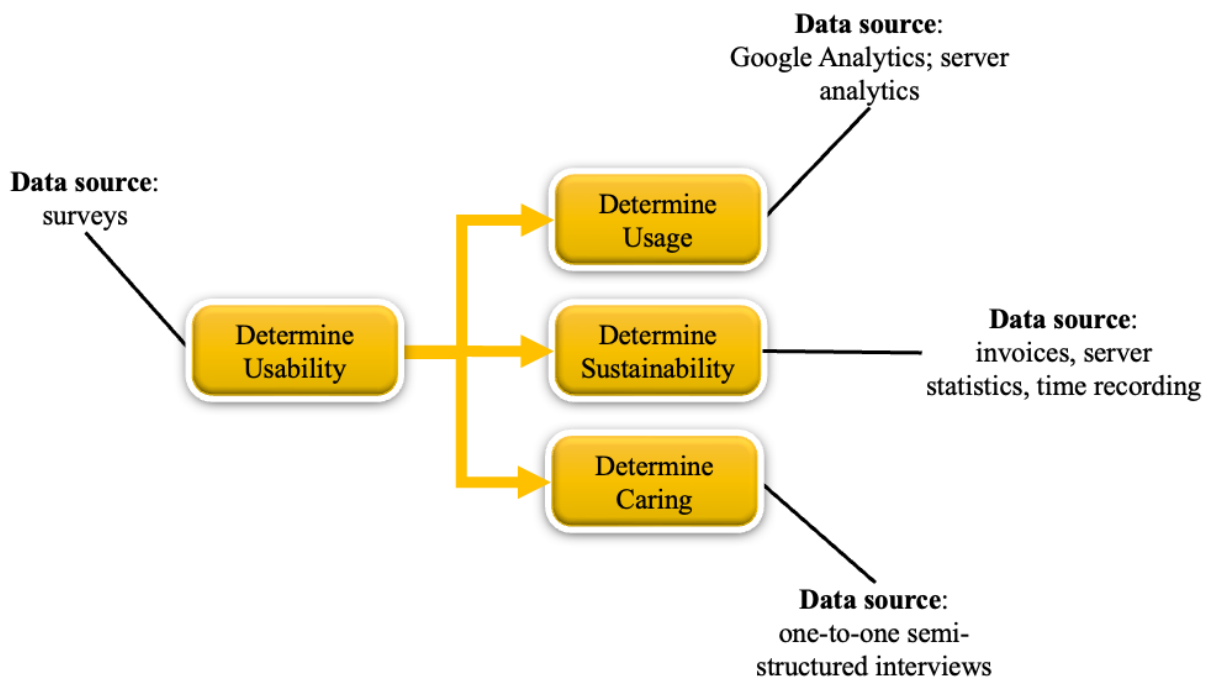 Data source:
Google Analytics; server
analytics
Data source:
surveys
Determine
Usage
Determine
Usability
Determine
Sustainability
Data source:
invoices, server
statistics, time recording
Determine
Caring
Data source:
one-to-one semi-
structured interviews